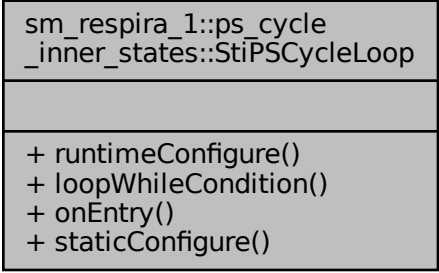 sm_respira_1::ps_cycle
_inner_states::StiPSCycleLoop
+ runtimeConfigure()
+ loopWhileCondition()
+ onEntry()
+ staticConfigure()